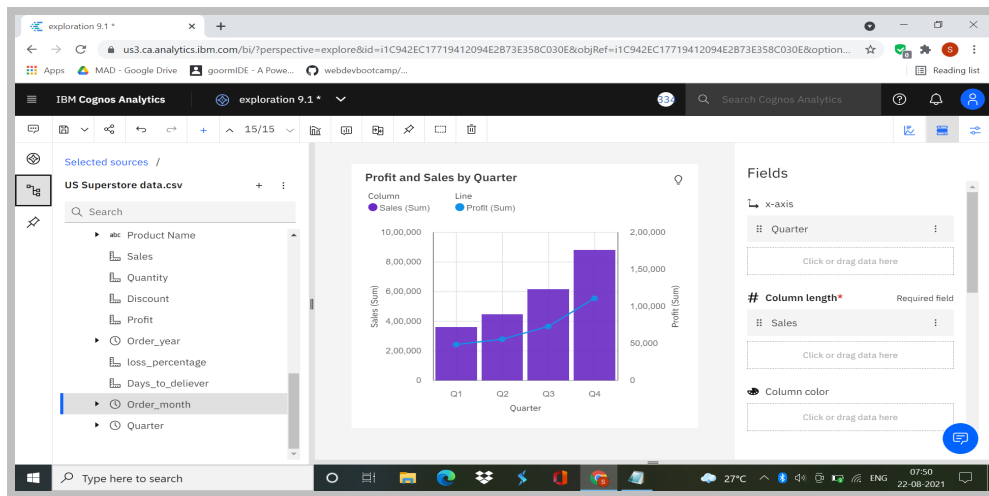 exploration 9.1 *
us3.ca.analytics.ibm.com/bi/?perspective=explore&id=i1C942EC17719412094E2B73E358C030E&objRef=i1C942EC17719412094E2B73E358C030E&option...
S
Apps MAD - Google Drive goormIDE - A Powe... webdevbootcamp/... Reading list
IBM Cognos Analytics exploration 9.1 * 334 Search Cognos Analytics
15/15
Selected sources /
US Superstore data.csv
Search
abc Product Name
Sales
Quantity
Discount
Profit
Order_year
loss_percentage
Days_to_deliever
Order_month
Quarter
Profit and Sales by Quarter
Column Line
Sales (Sum) Profit (Sum)
10,00,000 2,00,000
8,00,000
1,50,000
6,00,000
1,00,000
4,00,000
50,000
2,00,000
0 0
Sales (Sum)
Profit (Sum)
Q1 Q2 Q3 Q4
Quarter
Fields
x-axis
Quarter
Click or drag data here
# Column length* Required field
Sales
Click or drag data here
Column color
Click or drag data here
Type here to search
27°C ENG 07:50
22-08-2021